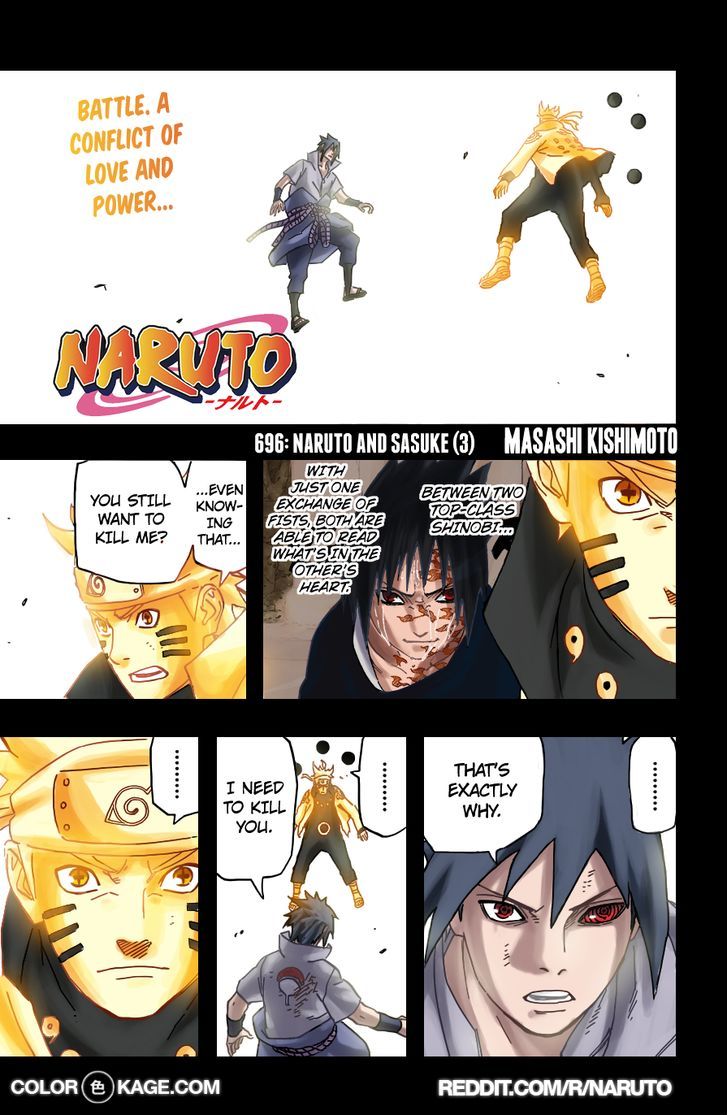 BATTLE. A
CONFLICT OF
LOVE AND
POWER...
NARUTO
-ナルト-
696: NARUTO AND SASUKE (3)
MASASHI KISHIMOTO
BETWEEN TWO
TOP-CLASS
SHINOBI...
WITH
JUST ONE
EXCHANGE OF
FISTS, BOTH ARE
ABLE TO READ
WHAT'S IN THE
OTHER'S
HEART.
...EVEN
KNOW-
ING
THAT...
YOU STILL
WANT TO
KILL ME?
.........
THAT'S
EXACTLY
WHY.
.........
I NEED
TO KILL
YOU.
.........
COLOR 色 KAGE.COM
REDDIT.COM/R/NARUTO